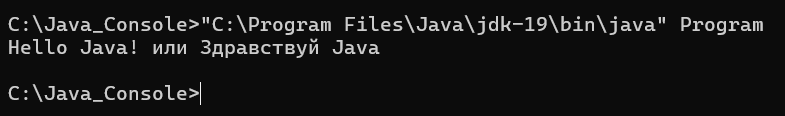 C:\Java_Console>"C:\Program Files\Java\jdk-19\bin\java" Program
Hello Java! или Здравствуй Java
C:\Java_Console>